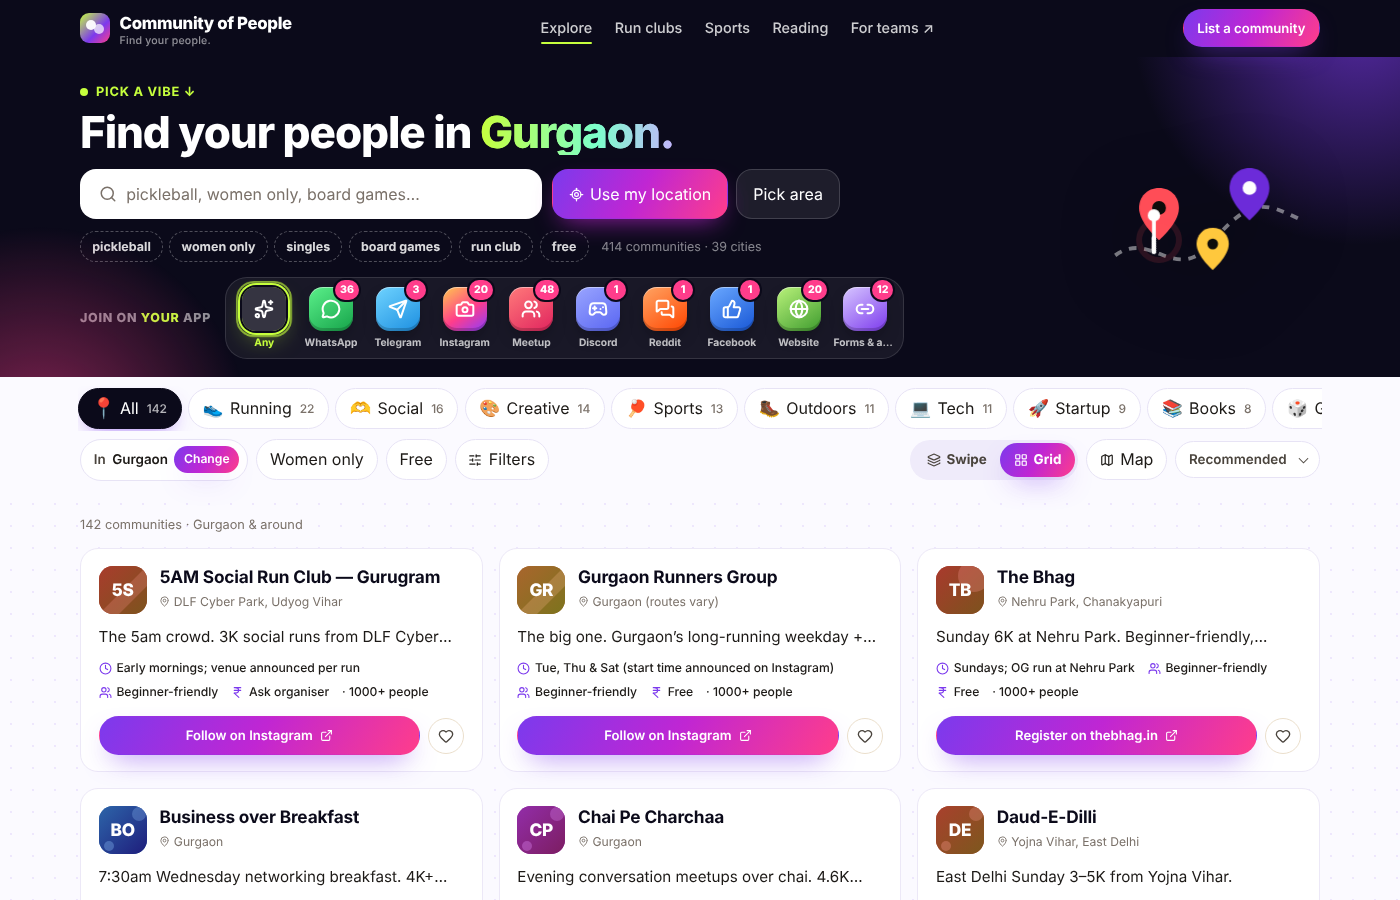 Community of People
Find your people.
Explore
Run clubs
Sports
Reading
For teams ↗
List a community
PICK A VIBE ↓
Find your people in Gurgaon.
pickleball, women only, board games...
Use my location
Pick area
pickleball
women only
singles
board games
run club
free
414 communities · 39 cities
JOIN ON YOUR APP
Any
36
WhatsApp
3
Telegram
20
Instagram
48
Meetup
1
Discord
1
Reddit
1
Facebook
20
Website
12
Forms & a...
All 142
Running 22
Social 16
Creative 14
Sports 13
Outdoors 11
Tech 11
Startup 9
Books 8
G
In Gurgaon Change
Women only
Free
Filters
Swipe
Grid
Map
Recommended
142 communities · Gurgaon & around
5S
5AM Social Run Club — Gurugram
DLF Cyber Park, Udyog Vihar
The 5am crowd. 3K social runs from DLF Cyber...
Early mornings; venue announced per run
Beginner-friendly ₹ Ask organiser · 1000+ people
Follow on Instagram
GR
Gurgaon Runners Group
Gurgaon (routes vary)
The big one. Gurgaon’s long-running weekday +...
Tue, Thu & Sat (start time announced on Instagram)
Beginner-friendly ₹ Free · 1000+ people
Follow on Instagram
TB
The Bhag
Nehru Park, Chanakyapuri
Sunday 6K at Nehru Park. Beginner-friendly,...
Sundays; OG run at Nehru Park Beginner-friendly
₹ Free · 1000+ people
Register on thebhag.in
BO
Business over Breakfast
Gurgaon
7:30am Wednesday networking breakfast. 4K+...
CP
Chai Pe Charchaa
Gurgaon
Evening conversation meetups over chai. 4.6K...
DE
Daud-E-Dilli
Yojna Vihar, East Delhi
East Delhi Sunday 3–5K from Yojna Vihar.